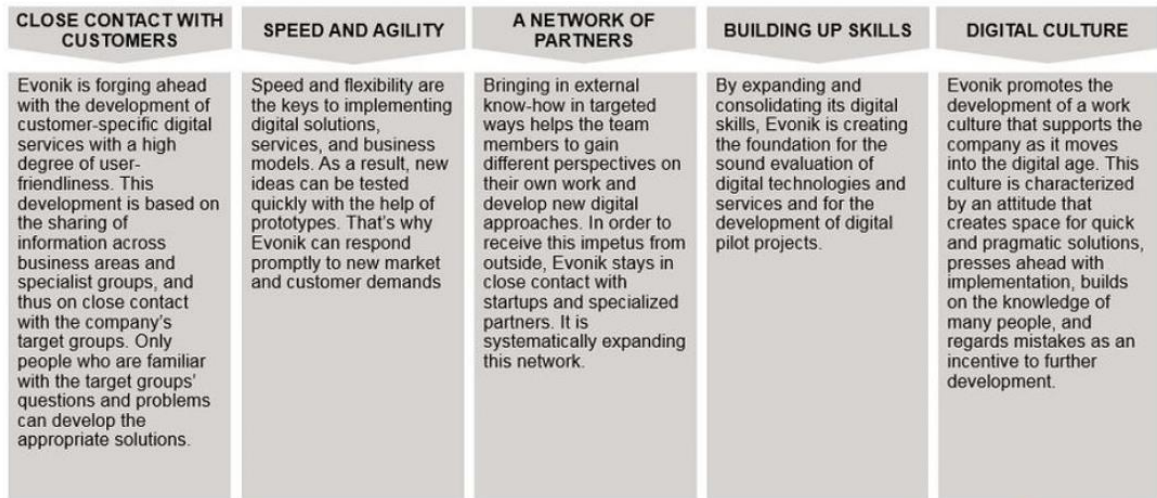 CLOSE CONTACT WITH
CUSTOMERS
Evonik is forging ahead
with the development of
customer-specific digital
services with a high
degree of user-
friendliness. This
development is based on
the sharing of
information across
business areas and
specialist groups, and
thus on close contact
with the company's
target groups. Only
people who are familiar
with the target groups'
questions and problems
can develop the
appropriate solutions.
SPEED AND AGILITY
Speed and flexibility are
the keys to implementing
digital solutions,
services, and business
models. As a result, new
ideas can be tested
quickly with the help of
prototypes. That's why
Evonik can respond
promptly to new market
and customer demands
A NETWORK OF
PARTNERS
Bringing in external
know-how in targeted
ways helps the team
members to gain
different perspectives on
their own work and
develop new digital
approaches. In order to
receive this impetus from
outside, Evonik stays in
close contact with
startups and specialized
partners. It is
systematically expanding
this network.
BUILDING UP SKILLS
By expanding and
consolidating its digital
skills, Evonik is creating
the foundation for the
sound evaluation of
digital technologies and
services and for the
development of digital
pilot projects.
DIGITAL CULTURE
Evonik promotes the
development of a work
culture that supports the
company as it moves
into the digital age. This
culture is characterized
by an attitude that
creates space for quick
and pragmatic solutions,
presses ahead with
implementation, builds
on the knowledge of
many people, and
regards mistakes as an
incentive to further
development.